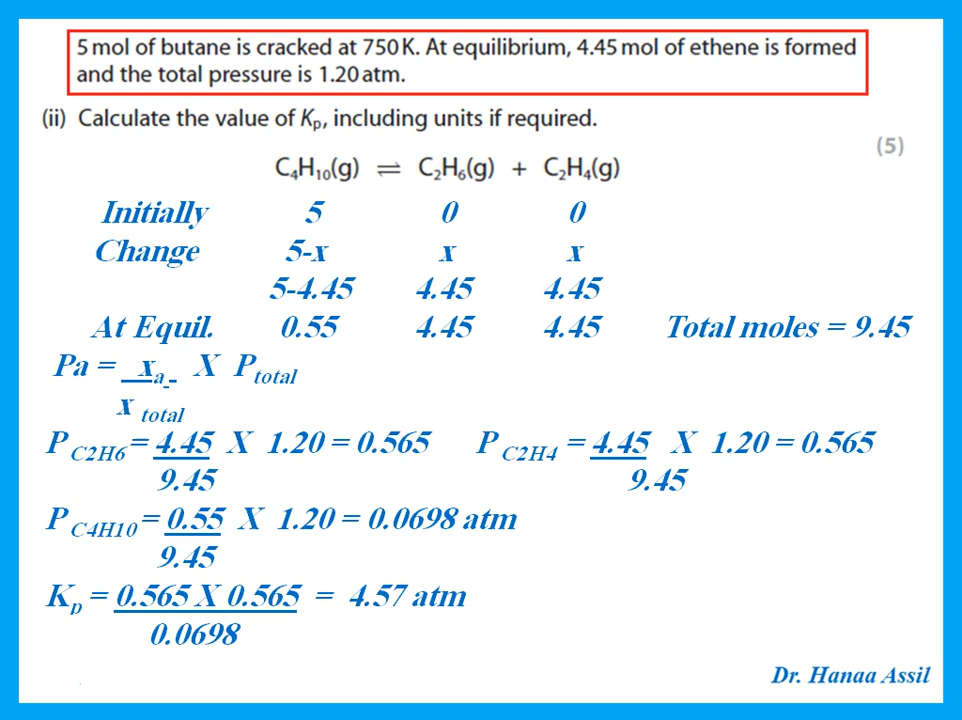 5 mol of butane is cracked at 750 K. At equilibrium, 4.45 mol of ethene is formed
and the total pressure is 1.20 atm.
(ii) Calculate the value of Kp, including units if required.
(5)
C₄H₁₀(g) ⇌ C₂H₆(g) + C₂H₄(g)
Initially 5 0 0
Change 5-x x x
5-4.45 4.45 4.45
At Equil. 0.55 4.45 4.45 Total moles = 9.45
Pa = xa X Ptotal
x total
P C2H6 = 4.45 X 1.20 = 0.565 P C2H4 = 4.45 X 1.20 = 0.565
9.45 9.45
P C4H10 = 0.55 X 1.20 = 0.0698 atm
9.45
Kp = 0.565 X 0.565 = 4.57 atm
0.0698
Dr. Hanaa Assil